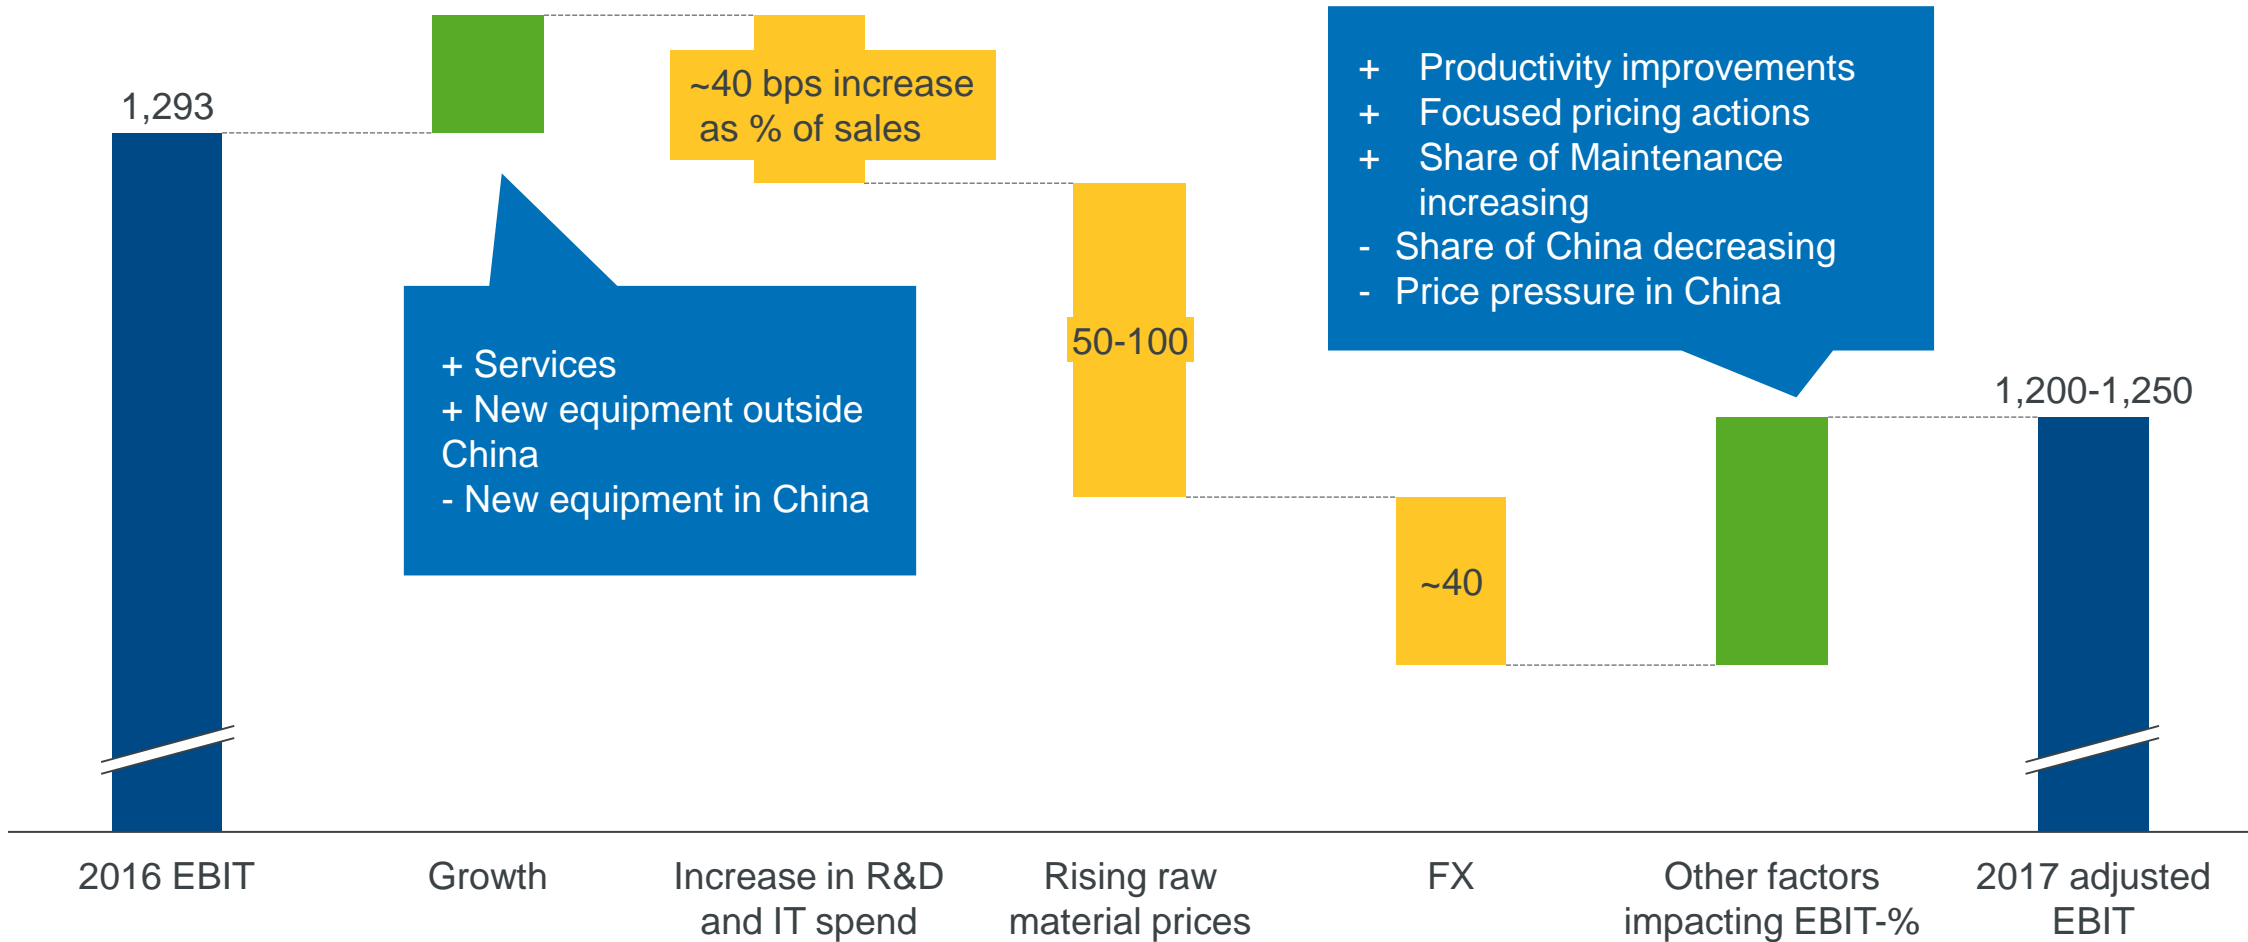 1,293
~40 bps increase
as % of sales
+ Productivity improvements
+ Focused pricing actions
+ Share of Maintenance
increasing
- Share of China decreasing
- Price pressure in China
+ Services
+ New equipment outside
China
- New equipment in China
50-100
~40
1,200-1,250
2016 EBIT
Growth
Increase in R&D
and IT spend
Rising raw
material prices
FX
Other factors
impacting EBIT-%
2017 adjusted
EBIT